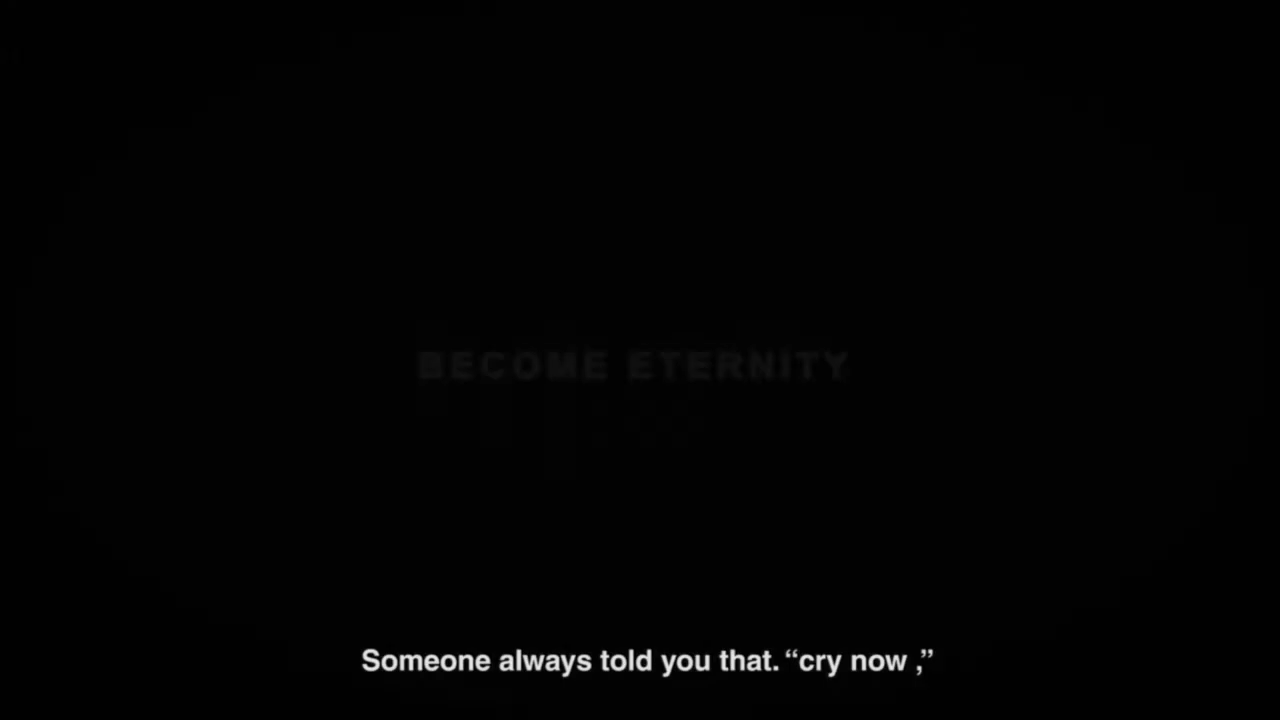 BECOME ETERNITY
Someone always told you that. “cry now ,”